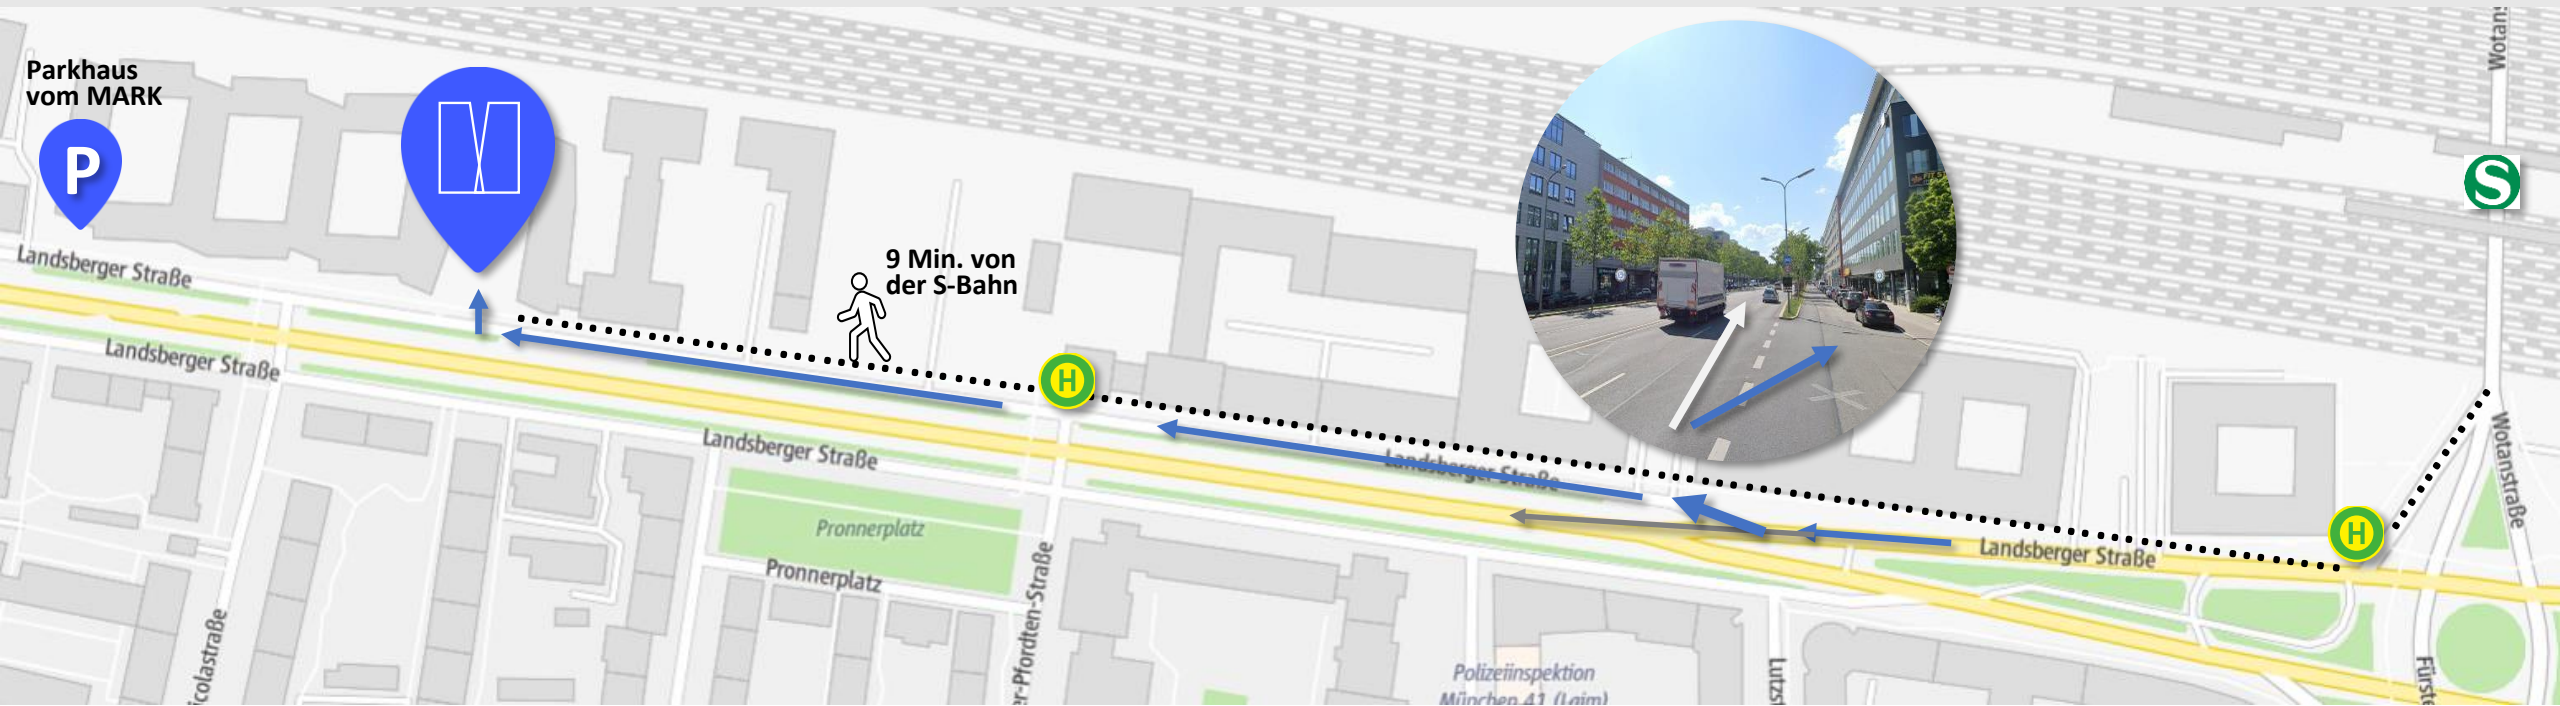 Parkhaus
vom MARK
P
Landsberger Straße
Landsberger Straße
9 Min. von
der S-Bahn
H
Landsberger Straße
Pronnerplatz
Pronnerplatz
Landsberger Straße
Polizeiinspektion
München 41 (Laim)
Landsberger Straße
H
S
Wotanstraße